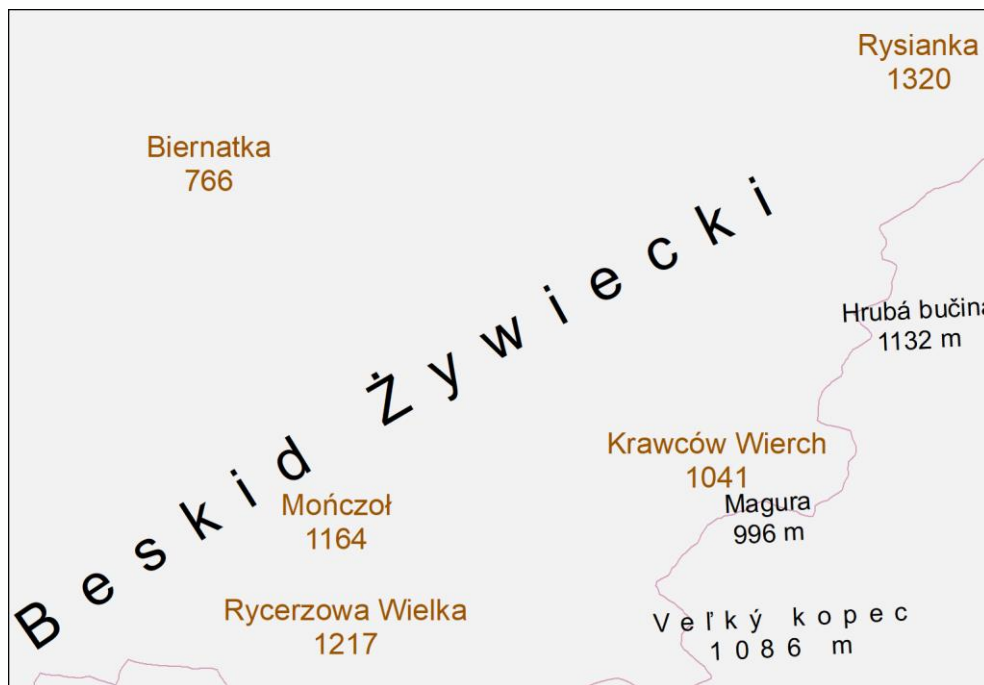 Rysianka
1320
Biernatka
766
Beskid Żywiecki
Hrubá bučina
1132 m
Krawców Wierch
1041
Mończoł
1164
Magura
996 m
Rycerzowa Wielka
1217
Veľký kopec
1086 m